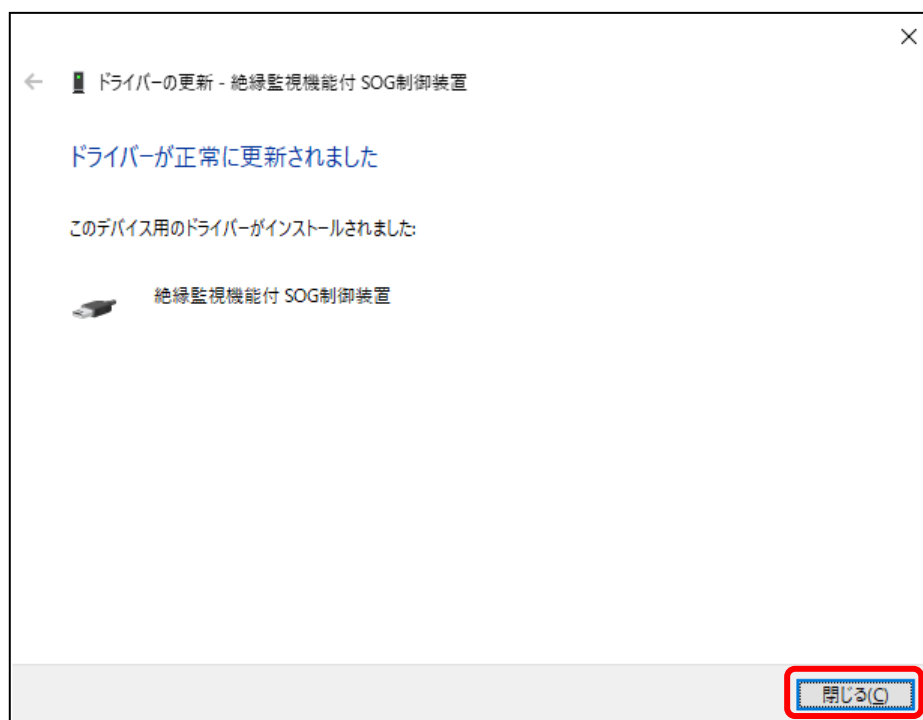 ドライバーの更新 - 絶縁監視機能付 SOG制御装置
ドライバーが正常に更新されました
このデバイス用のドライバーがインストールされました:
絶縁監視機能付 SOG制御装置
閉じる(C)